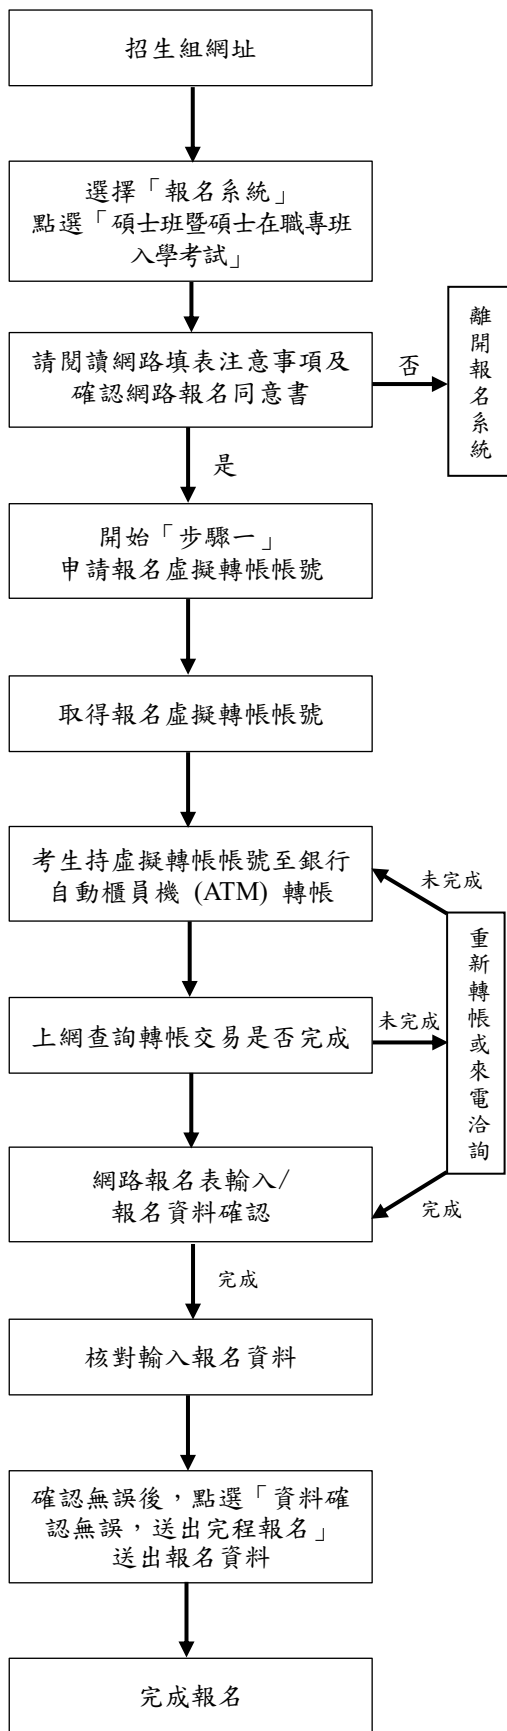 招生組網址
選擇「報名系統」
點選「碩士班暨碩士在職專班
入學考試」
請閱讀網路填表注意事項及
確認網路報名同意書
否
離開報名系統
是
開始「步驟一」
申請報名虛擬轉帳帳號
取得報名虛擬轉帳帳號
考生持虛擬轉帳帳號至銀行
自動櫃員機 (ATM) 轉帳
未完成
上網查詢轉帳交易是否完成
未完成
重新轉帳或來電洽詢
網路報名表輸入/
報名資料確認
完成
完成
核對輸入報名資料
確認無誤後，點選「資料確
認無誤，送出完程報名」
送出報名資料
完成報名